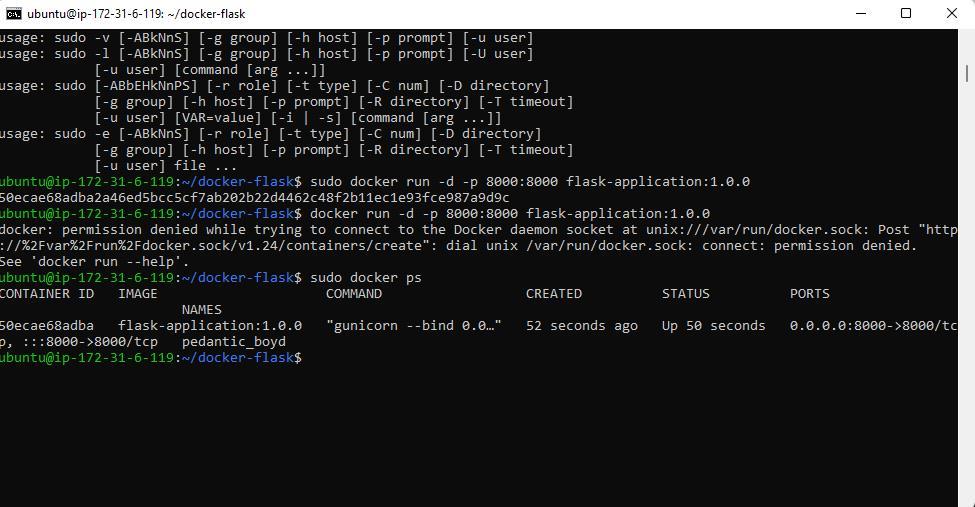 ubuntu@ip-172-31-6-119: ~/docker-flask
usage: sudo -v [-ABkNnS] [-g group] [-h host] [-p prompt] [-u user]
usage: sudo -l [-ABkNnS] [-g group] [-h host] [-p prompt] [-U user]
            [-u user] [command [arg ...]]
usage: sudo [-ABbEHkNnPS] [-r role] [-t type] [-C num] [-D directory]
            [-g group] [-h host] [-p prompt] [-R directory] [-T timeout]
            [-u user] [VAR=value] [-i | -s] [command [arg ...]]
usage: sudo -e [-ABkNnS] [-r role] [-t type] [-C num] [-D directory]
            [-g group] [-h host] [-p prompt] [-R directory] [-T timeout]
            [-u user] file ...
ubuntu@ip-172-31-6-119:~/docker-flask$ sudo docker run -d -p 8000:8000 flask-application:1.0.0
50ecae68adba2a46ed5bcc5cf7ab202b22d4462c48f2b11ec1e93fce987a9d9c
ubuntu@ip-172-31-6-119:~/docker-flask$ docker run -d -p 8000:8000 flask-application:1.0.0
docker: permission denied while trying to connect to the Docker daemon socket at unix:///var/run/docker.sock: Post "http
://%2Fvar%2Frun%2Fdocker.sock/v1.24/containers/create": dial unix /var/run/docker.sock: connect: permission denied.
See 'docker run --help'.
ubuntu@ip-172-31-6-119:~/docker-flask$ sudo docker ps
CONTAINER ID   IMAGE                     COMMAND                  CREATED          STATUS          PORTS
                       NAMES
50ecae68adba   flask-application:1.0.0   "gunicorn --bind 0.0…"   52 seconds ago   Up 50 seconds   0.0.0.0:8000->8000/tc
p, :::8000->8000/tcp   pedantic_boyd
ubuntu@ip-172-31-6-119:~/docker-flask$